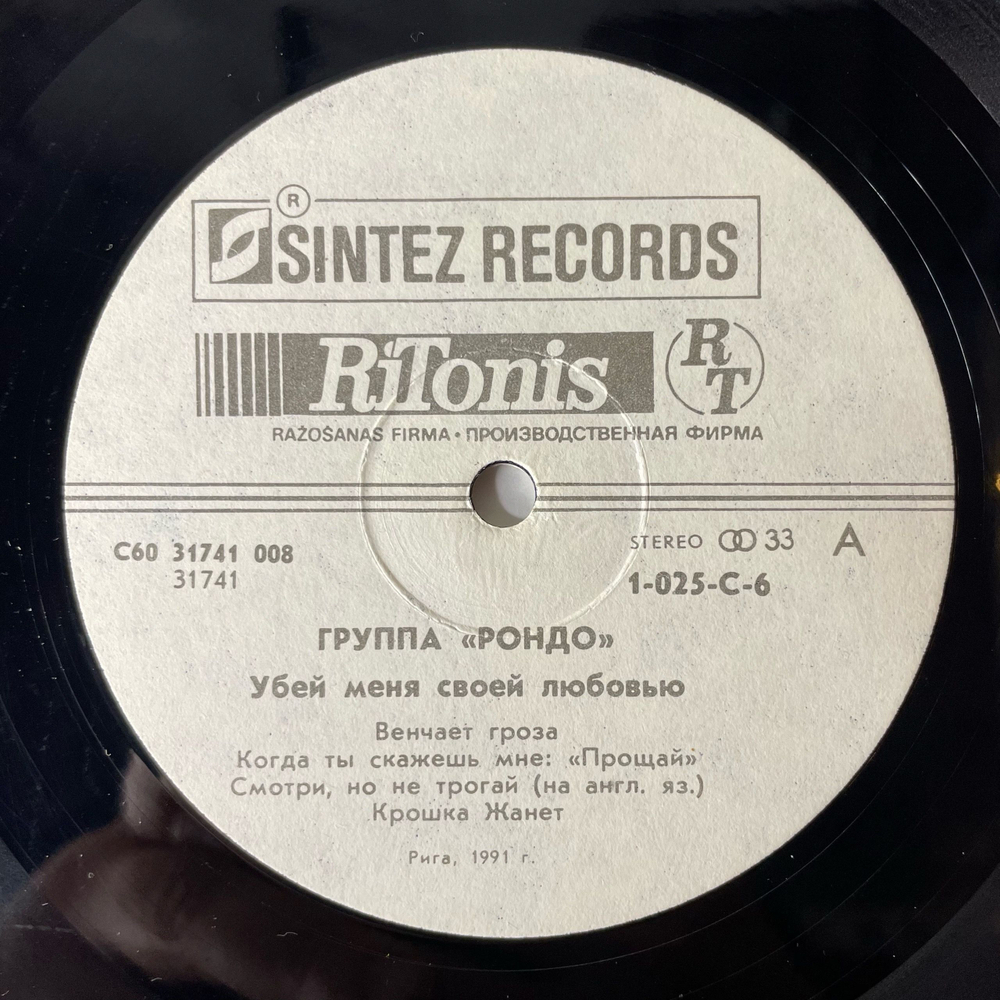 ®
SINTEZ RECORDS
RiTonis RT
RAŽOŠANAS FIRMA • ПРОИЗВОДСТВЕННАЯ ФИРМА
С60 31741 008 STEREO 33 A
31741 1-025-С-6
ГРУППА «РОНДО»
Убей меня своей любовью
Венчает гроза
Когда ты скажешь мне: «Прощай»
Смотри, но не трогай (на англ. яз.)
Крошка Жанет
Рига, 1991 г.